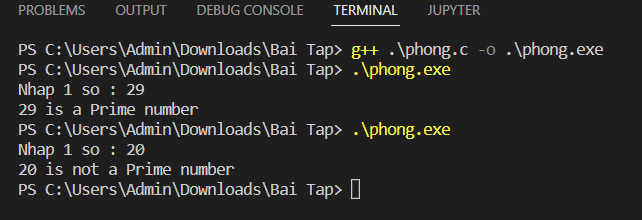 PROBLEMS OUTPUT DEBUG CONSOLE TERMINAL JUPYTER
PS C:\Users\Admin\Downloads\Bai Tap> g++ .\phong.c -o .\phong.exe
PS C:\Users\Admin\Downloads\Bai Tap> .\phong.exe
Nhap 1 so : 29
29 is a Prime number
PS C:\Users\Admin\Downloads\Bai Tap> .\phong.exe
Nhap 1 so : 20
20 is not a Prime number
PS C:\Users\Admin\Downloads\Bai Tap>